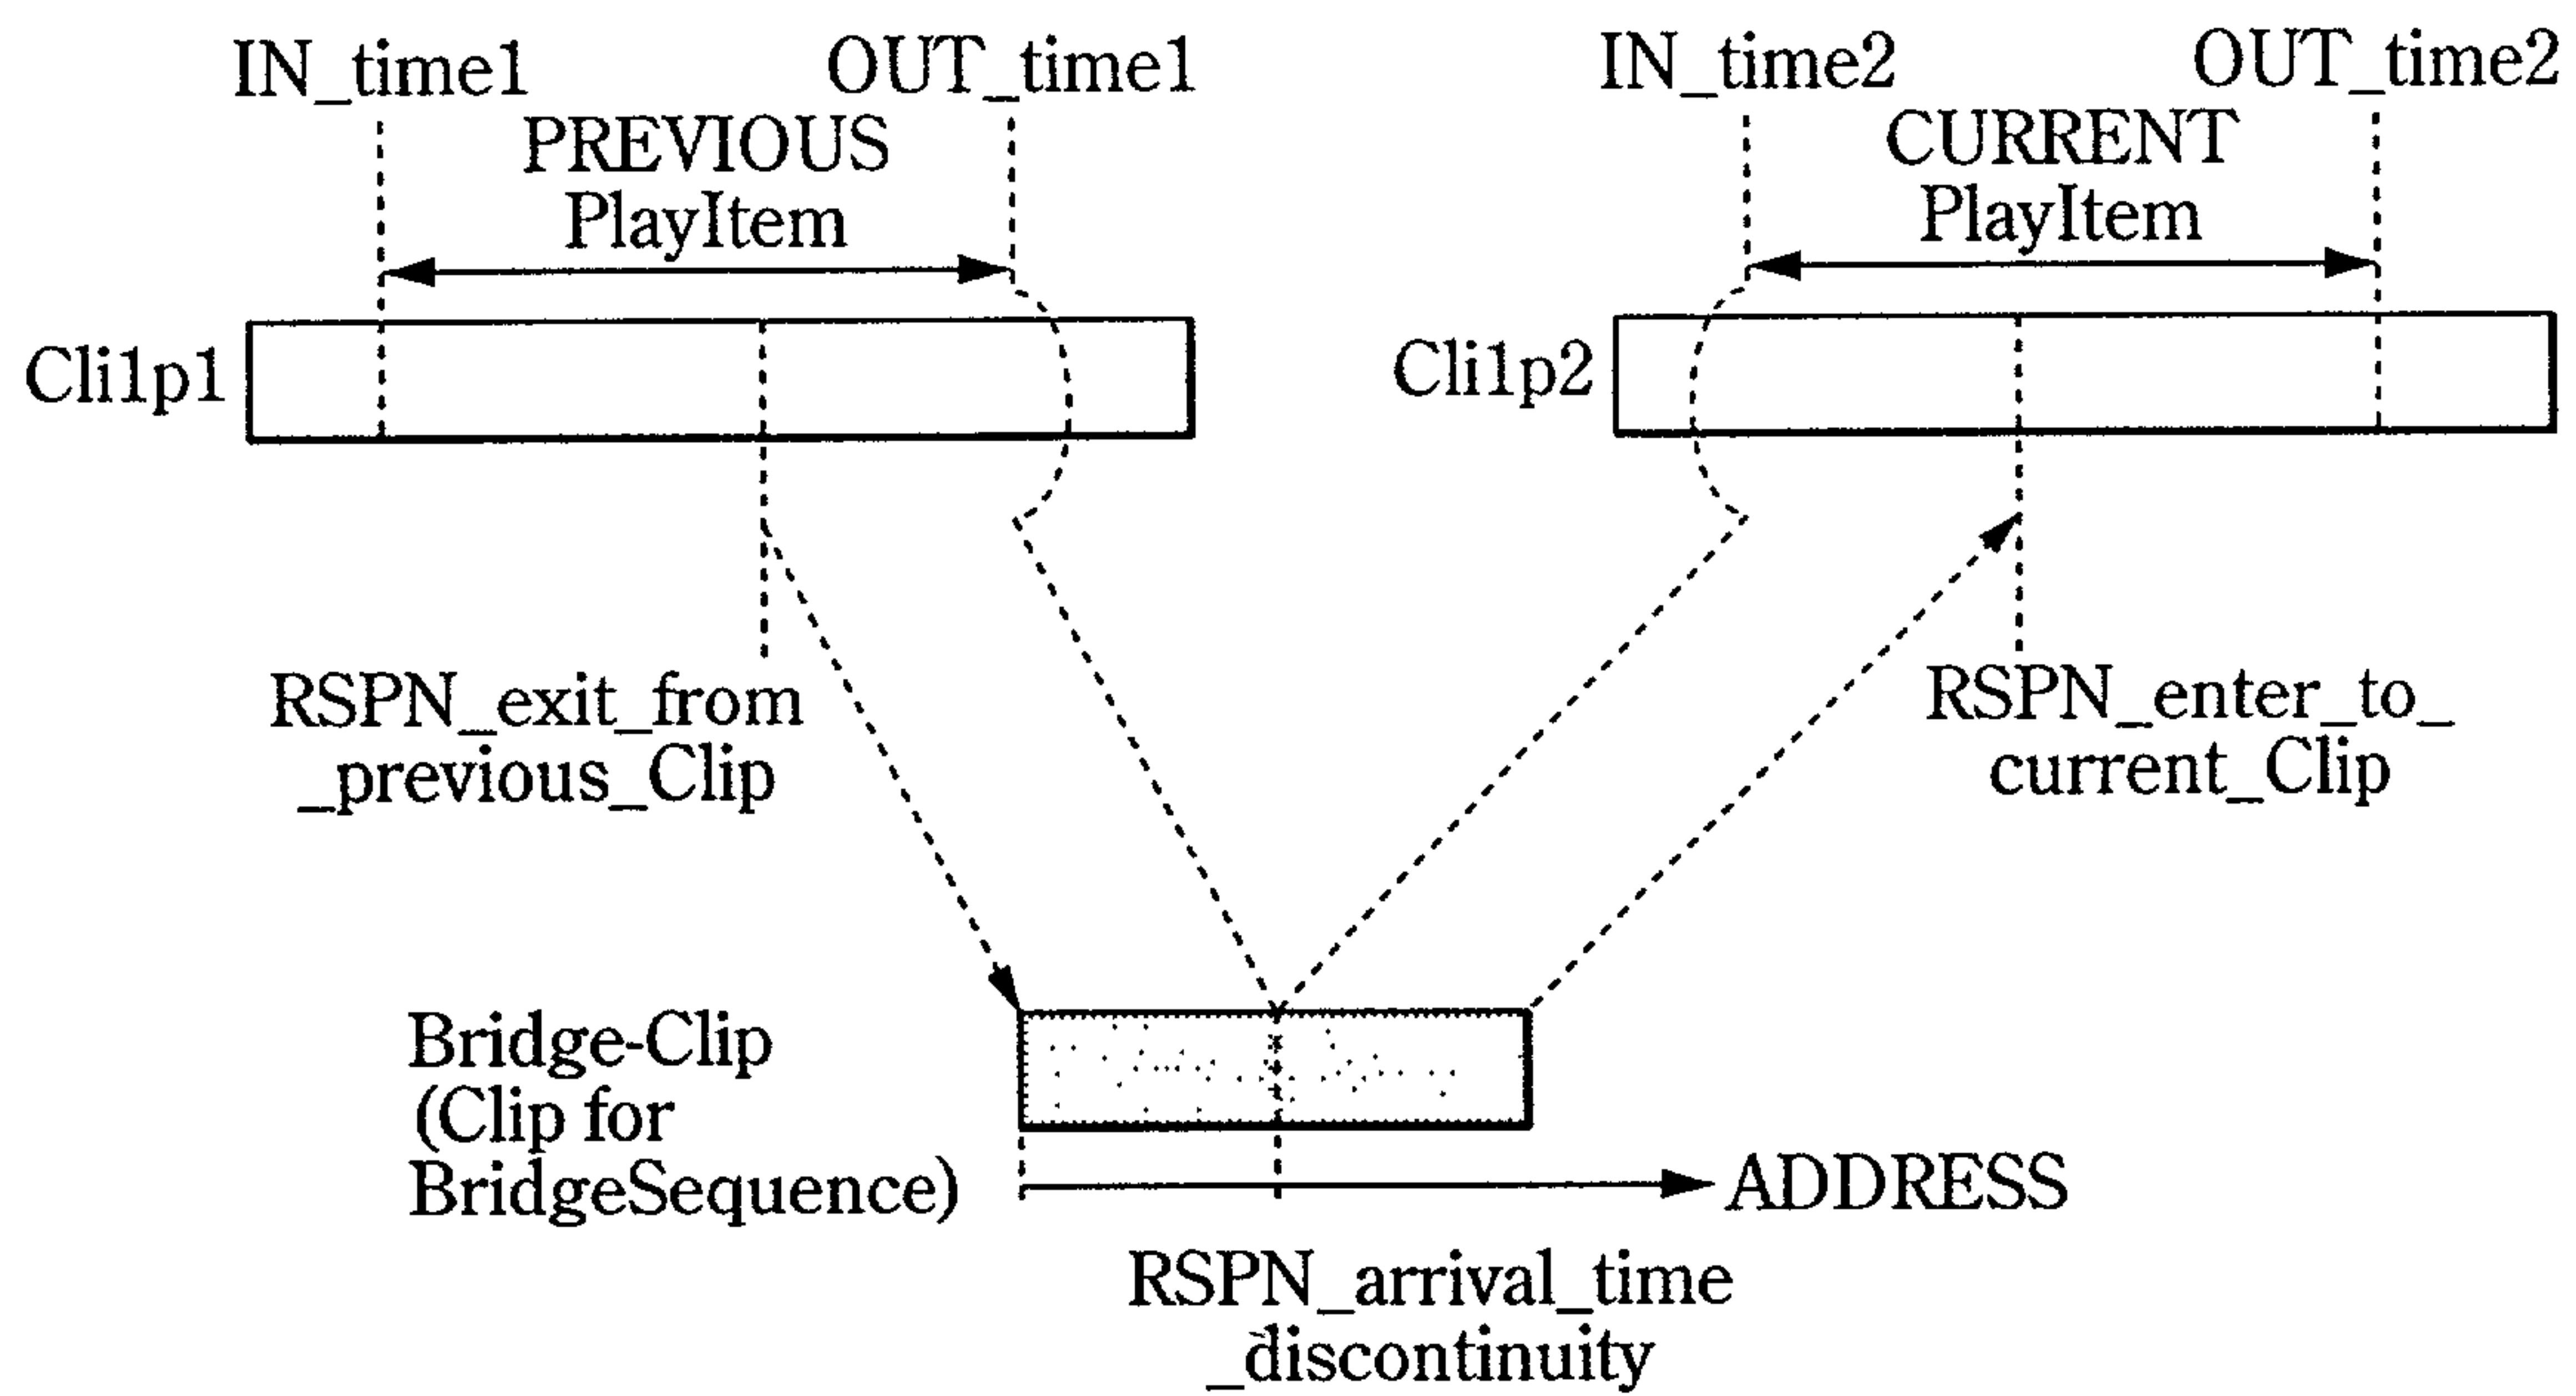 IN_time1
OUT_time1
IN_time2
OUT_time2
PREVIOUS
PlayItem
CURRENT
PlayItem
Cli1p1
Cli1p2
RSPN_exit_from
_previous_Clip
RSPN_enter_to_
current_Clip
Bridge-Clip
(Clip for
BridgeSequence)
ADDRESS
RSPN_arrival_time
_discontinuity